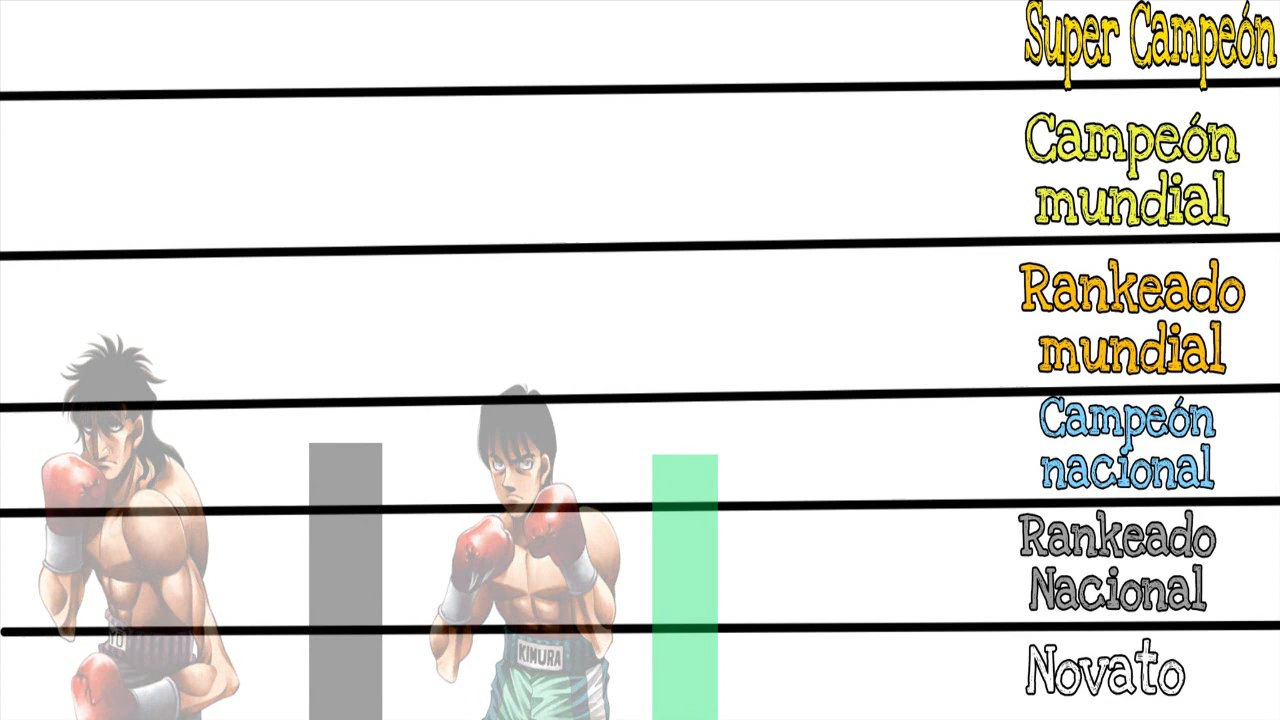 Super Campeón
Campeón
mundial
Rankeado
mundial
Campeón
nacional
Rankeado
Nacional
KIMURA
Novato